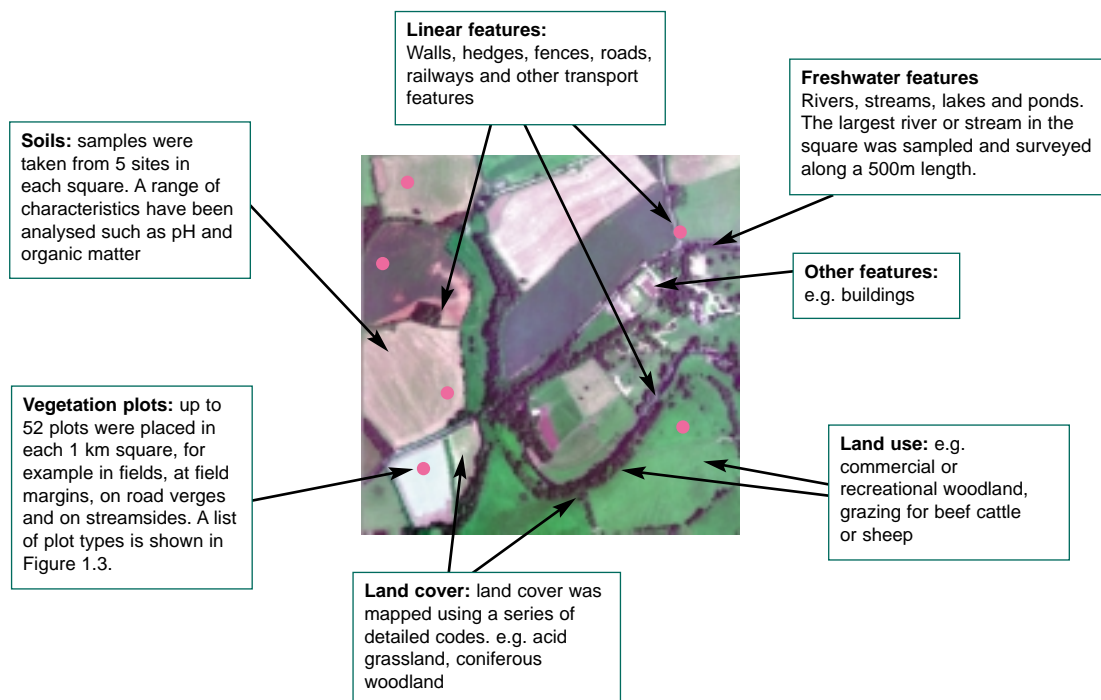 Linear features:
Walls, hedges, fences, roads,
railways and other transport
features
Freshwater features
Rivers, streams, lakes and ponds.
The largest river or stream in the
square was sampled and surveyed
along a 500m length.
Soils: samples were
taken from 5 sites in
each square. A range of
characteristics have been
analysed such as pH and
organic matter
Other features:
e.g. buildings
Vegetation plots: up to
52 plots were placed in
each 1 km square, for
example in fields, at field
margins, on road verges
and on streamsides. A list
of plot types is shown in
Figure 1.3.
Land use: e.g.
commercial or
recreational woodland,
grazing for beef cattle
or sheep
Land cover: land cover was
mapped using a series of
detailed codes. e.g. acid
grassland, coniferous
woodland